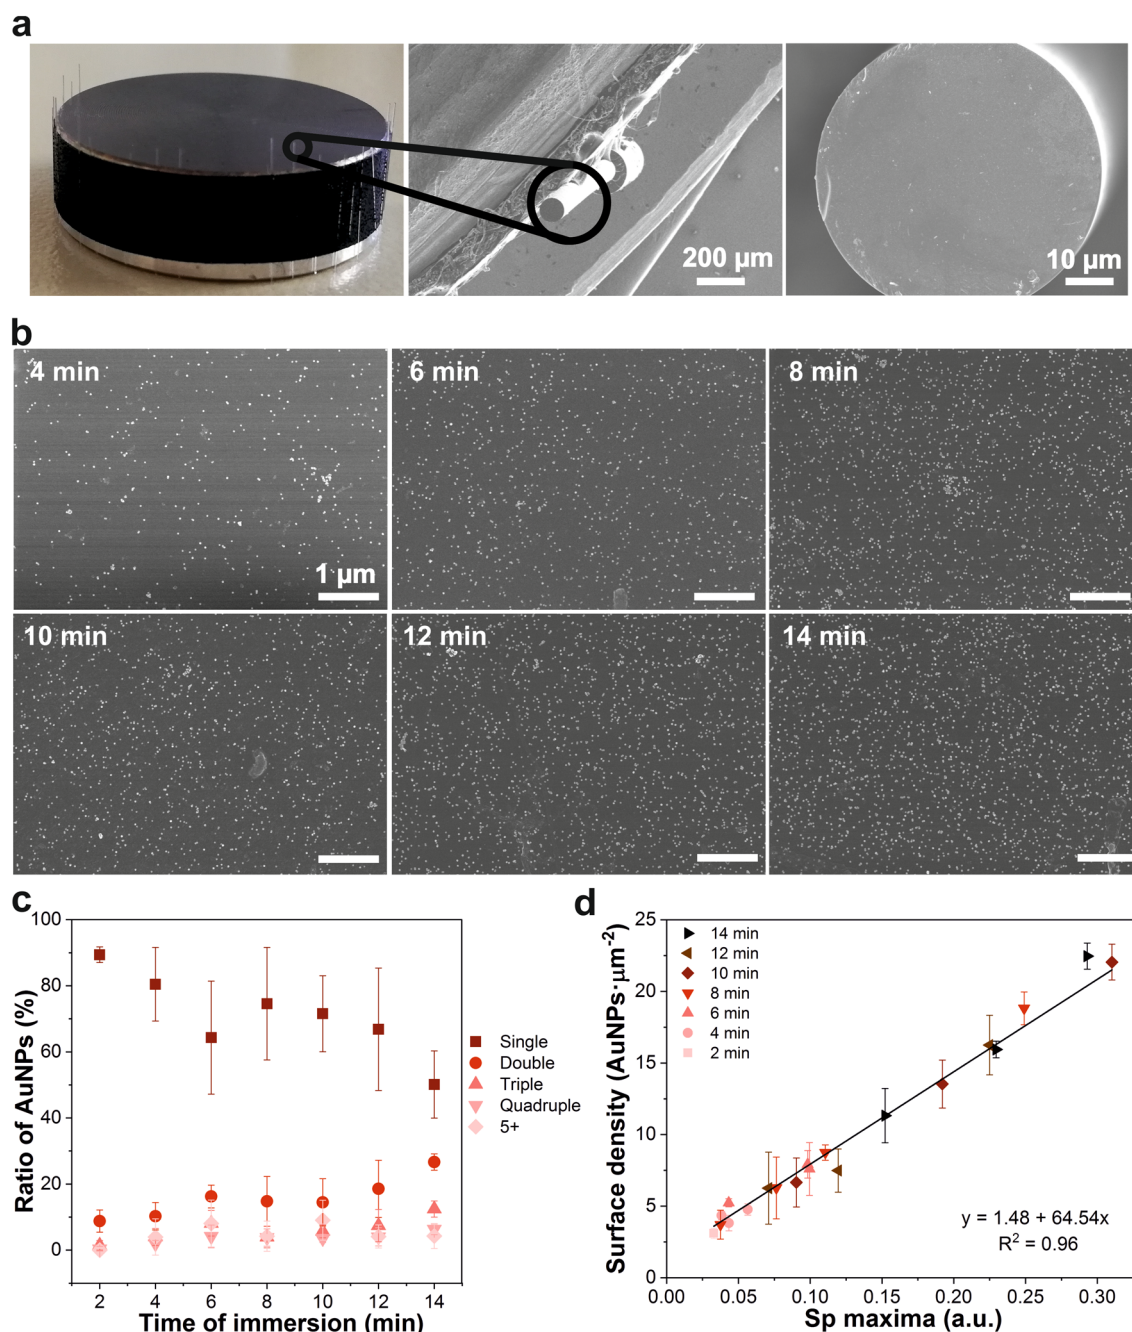 a
200 µm
10 µm
b
4 min
6 min
8 min
1 µm
10 min
12 min
14 min
c
100
80
60
40
20
0
Ratio of AuNPs (%)
2
4
6
8
10
12
14
Time of immersion (min)
Single
Double
Triple
Quadruple
5+
d
25
20
15
10
5
0
Surface density (AuNPs·µm⁻²)
14 min
12 min
10 min
8 min
6 min
4 min
2 min
y = 1.48 + 64.54x
R² = 0.96
0.00
0.05
0.10
0.15
0.20
0.25
0.30
Sp maxima (a.u.)